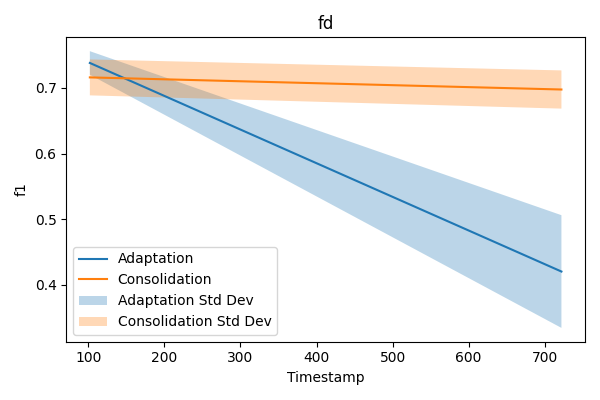 fd
f1
0.7
0.6
0.5
0.4
Adaptation
Consolidation
Adaptation Std Dev
Consolidation Std Dev
100 200 300 400 500 600 700
Timestamp